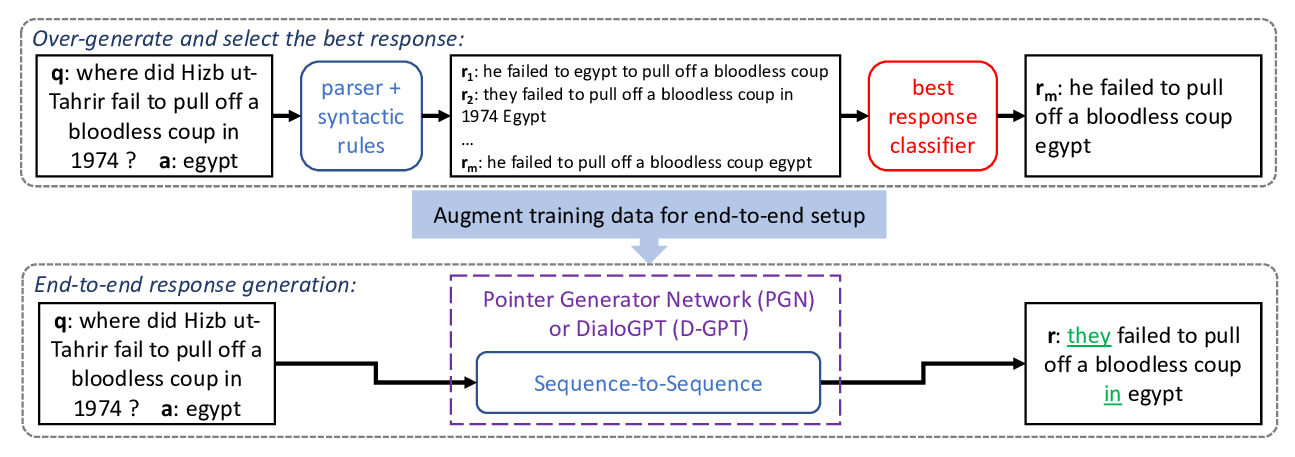 Over-generate and select the best response:
q: where did Hizb ut-
Tahrir fail to pull off a
bloodless coup in
1974 ? a: egypt
parser +
syntactic
rules
r1: he failed to egypt to pull off a bloodless coup
r2: they failed to pull off a bloodless coup in
1974 Egypt
...
rm: he failed to pull off a bloodless coup egypt
best
response
classifier
rm: he failed to pull
off a bloodless coup
egypt
Augment training data for end-to-end setup
End-to-end response generation:
q: where did Hizb ut-
Tahrir fail to pull off a
bloodless coup in
1974 ? a: egypt
Pointer Generator Network (PGN)
or DialoGPT (D-GPT)
Sequence-to-Sequence
r: they failed to pull
off a bloodless coup
in egypt